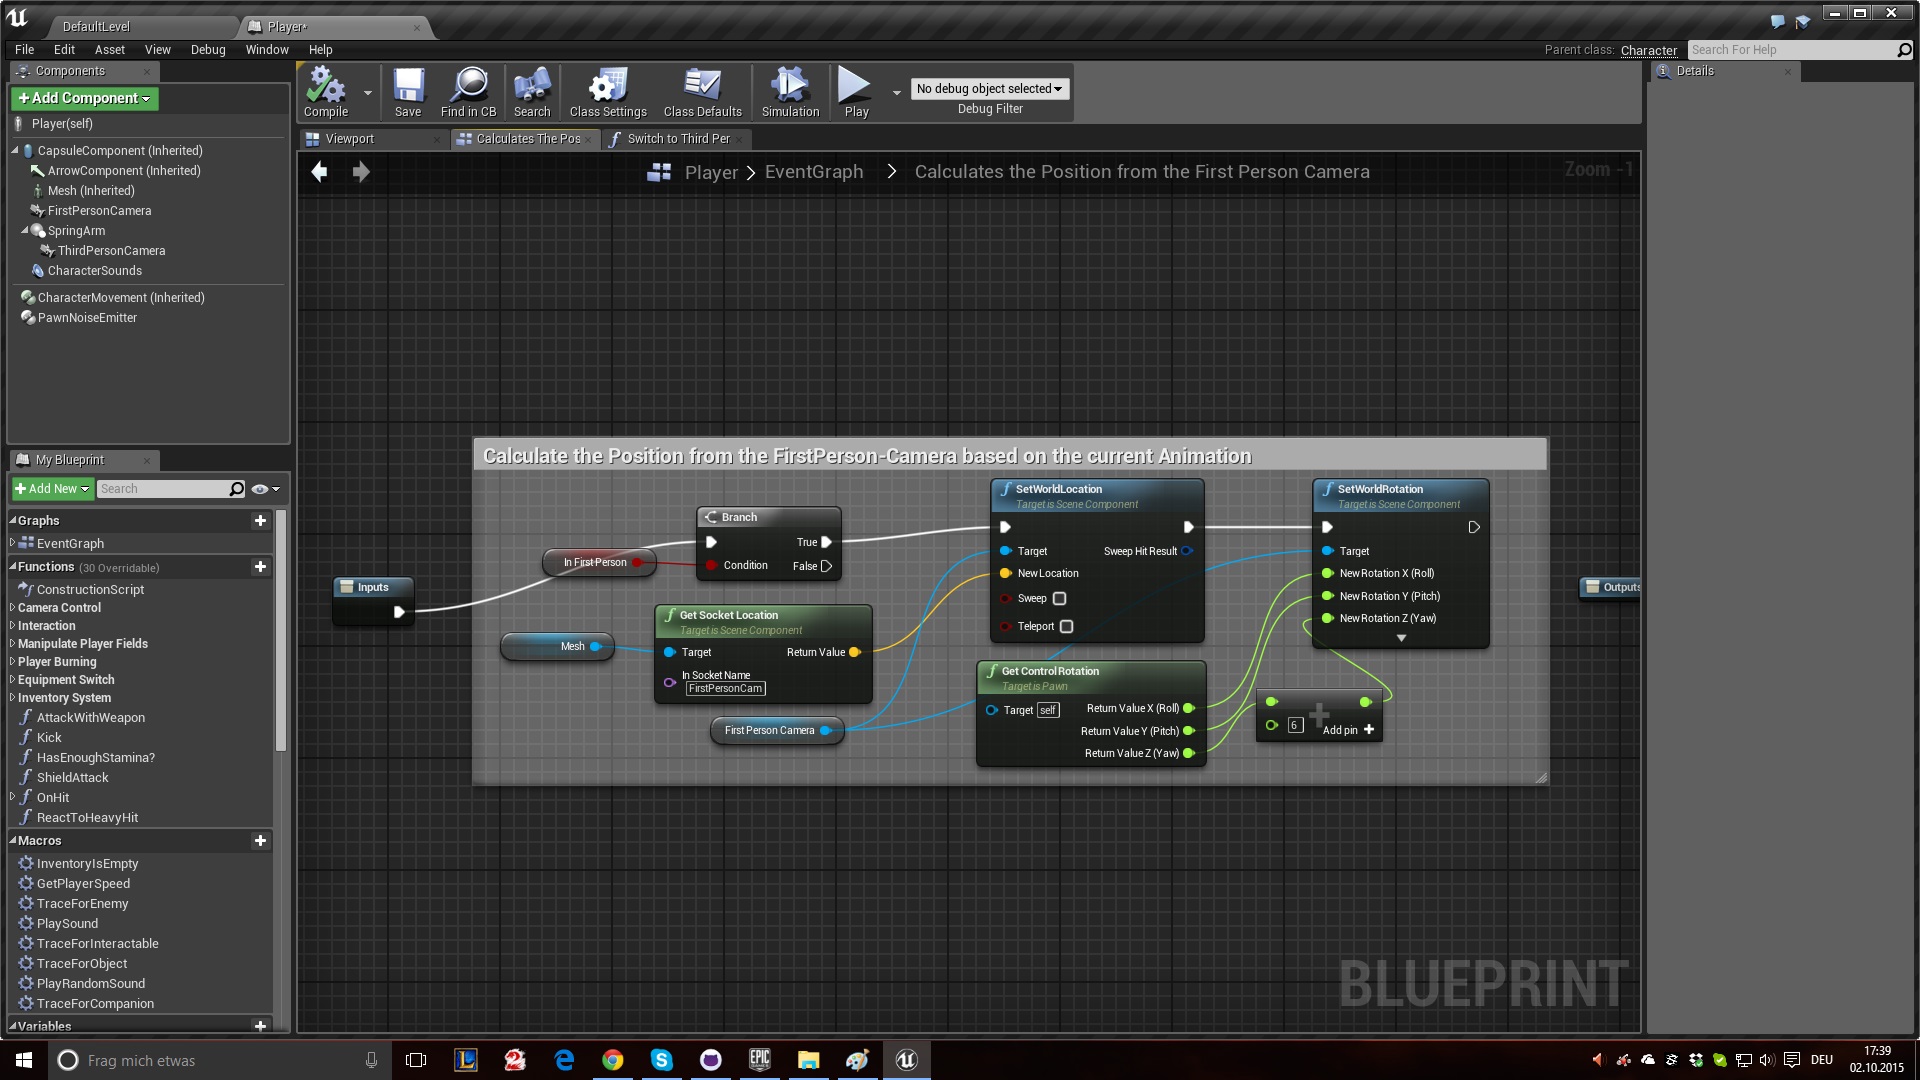 DefaultLevel
Player*
File Edit Asset View Debug Window Help
Parent class: Character
Search For Help
Components
Details
+Add Component
Player(self)
CapsuleComponent (Inherited)
ArrowComponent (Inherited)
Mesh (Inherited)
FirstPersonCamera
SpringArm
ThirdPersonCamera
CharacterSounds
CharacterMovement (Inherited)
PawnNoiseEmitter
Compile
Save
Find in CB
Search
Class Settings
Class Defaults
Simulation
Play
No debug object selected
Debug Filter
Viewport
Calculates The Pos
Switch to Third Per
Player > EventGraph > Calculates the Position from the First Person Camera
Zoom -1
My Blueprint
+Add New
Search
Graphs
EventGraph
Functions (30 Overridable)
ConstructionScript
Camera Control
Interaction
Manipulate Player Fields
Player Burning
Equipment Switch
Inventory System
AttackWithWeapon
Kick
HasEnoughStamina?
ShieldAttack
OnHit
ReactToHeavyHit
Macros
InventoryIsEmpty
GetPlayerSpeed
TraceForEnemy
PlaySound
TraceForInteractable
TraceForObject
PlayRandomSound
TraceForCompanion
Variables
Calculate the Position from the FirstPerson-Camera based on the current Animation
Inputs
In First Person
Branch
True
Condition
False
Mesh
Get Socket Location
Target is Scene Component
Target
Return Value
In Socket Name
FirstPersonCam
First Person Camera
SetWorldLocation
Target is Scene Component
Target
Sweep Hit Result
New Location
Sweep
Teleport
Get Control Rotation
Target is Pawn
Target self
Return Value X (Roll)
Return Value Y (Pitch)
Return Value Z (Yaw)
6
Add pin +
SetWorldRotation
Target is Scene Component
Target
New Rotation X (Roll)
New Rotation Y (Pitch)
New Rotation Z (Yaw)
Outputs
BLUEPRINT
Frag mich etwas
EPIC
DEU
17:39
02.10.2015